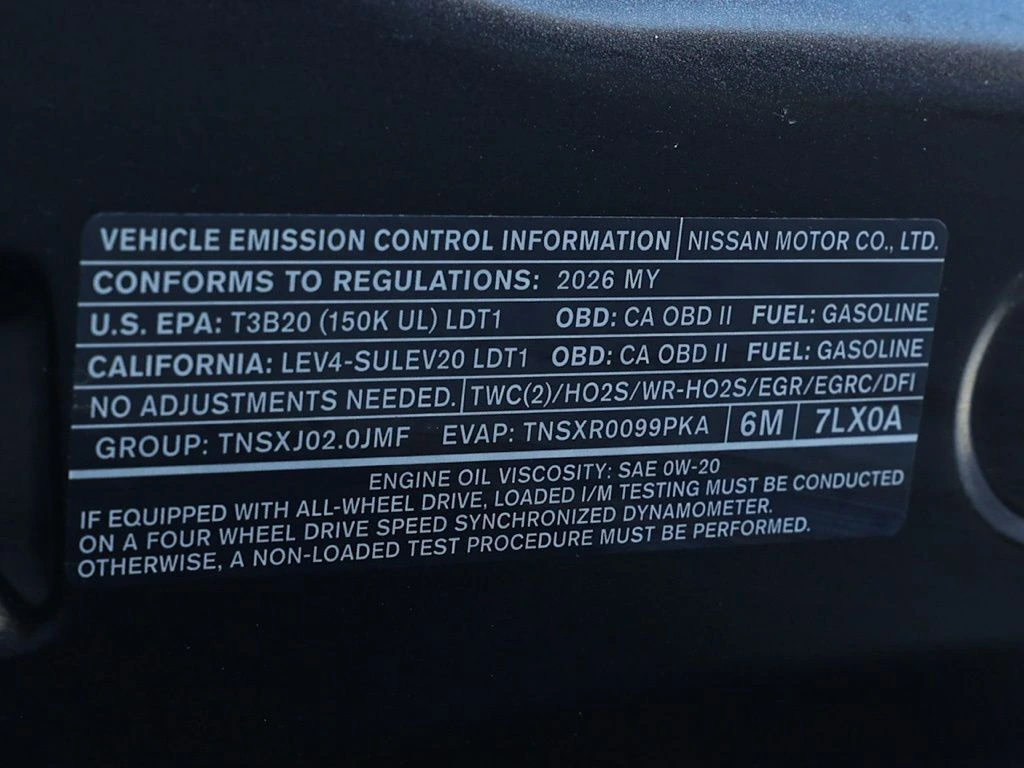 VEHICLE EMISSION CONTROL INFORMATION NISSAN MOTOR CO., LTD.
CONFORMS TO REGULATIONS: 2026 MY
U.S. EPA: T3B20 (150K UL) LDT1 OBD: CA OBD II FUEL: GASOLINE
CALIFORNIA: LEV4-SULEV20 LDT1 OBD: CA OBD II FUEL: GASOLINE
NO ADJUSTMENTS NEEDED. TWC(2)/HO2S/WR-HO2S/EGR/EGRC/DFI
GROUP: TNSXJ02.0JMF EVAP: TNSXR0099PKA 6M 7LX0A
ENGINE OIL VISCOSITY: SAE 0W-20
IF EQUIPPED WITH ALL-WHEEL DRIVE, LOADED I/M TESTING MUST BE CONDUCTED
ON A FOUR WHEEL DRIVE SPEED SYNCHRONIZED DYNAMOMETER.
OTHERWISE, A NON-LOADED TEST PROCEDURE MUST BE PERFORMED.